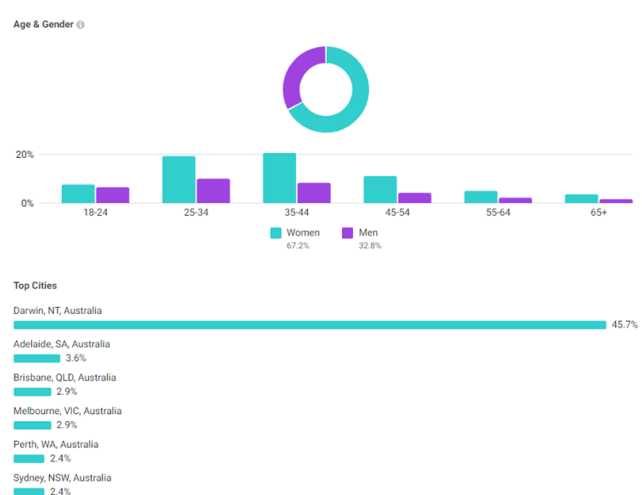 Age & Gender
20%
0%
18-24 25-34 35-44 45-54 55-64 65+
Women Men
67.2% 32.8%
Top Cities
Darwin, NT, Australia
45.7%
Adelaide, SA, Australia
3.6%
Brisbane, QLD, Australia
2.9%
Melbourne, VIC, Australia
2.9%
Perth, WA, Australia
2.4%
Sydney, NSW, Australia
2.4%